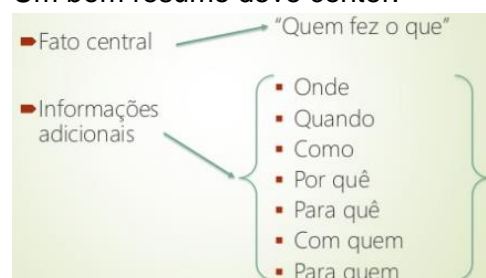 Um bom resumo deve conter:
Fato central
"Quem fez o que"
Informações
adicionais
Onde
Quando
Como
Por quê
Para quê
Com quem
Para quem